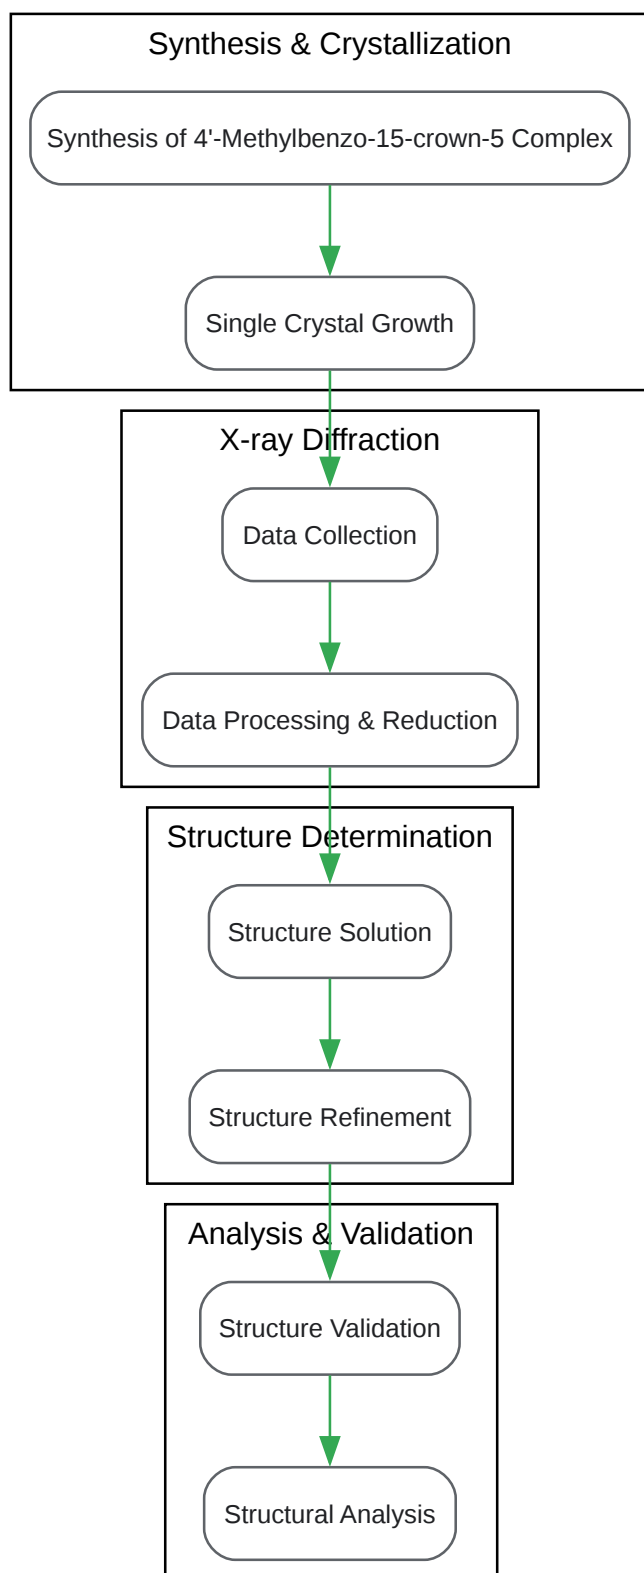 Synthesis & Crystallization
Synthesis of 4'-Methylbenzo-15-crown-5 Complex
Single Crystal Growth
X-ray Diffraction
Data Collection
Data Processing & Reduction
Structure Determination
Structure Solution
Structure Refinement
Analysis & Validation
Structure Validation
Structural Analysis